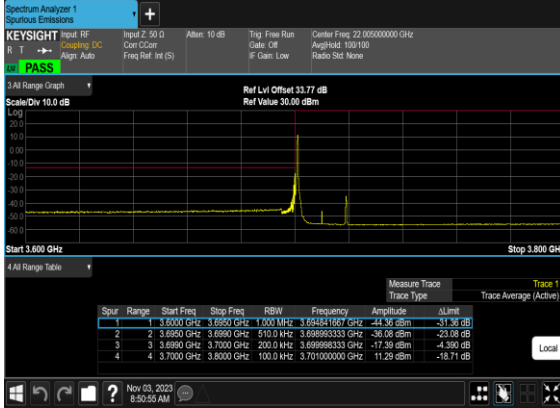 Spectrum Analyzer 1
Spurious Emissions
+
KEYSIGHT Input: RF Input Z: 50 Ω Atten: 10 dB Trig: Free Run Center Freq: 22.005000000 GHz
R T Coupling: DC Corr CCorr Gate: Off Avg|Hold: 100/100
Align: Auto Freq Ref: Int (S) IF Gain: Low Radio Std: None
LNI PASS
3 All Range Graph
Ref Lvl Offset 33.77 dB
Scale/Div 10.0 dB Ref Value 30.00 dBm
Log
20.0
10.0
0.00
-10.0
-20.0
-30.0
-40.0
-50.0
-60.0
Start 3.600 GHz Stop 3.800 GH
4 All Range Table
Measure Trace Trace 1
Trace Type Trace Average (Active)
Spur Range Start Freq Stop Freq RBW Frequency Amplitude ΔLimit
1 1 3.6000 GHz 3.6950 GHz 1.000 MHz 3.694841667 GHz -44.36 dBm -31.36 dB
2 2 3.6950 GHz 3.6990 GHz 510.0 kHz 3.698993333 GHz -36.08 dBm -23.08 dB
3 3 3.6990 GHz 3.7000 GHz 200.0 kHz 3.699998333 GHz -17.39 dBm -4.390 dB
4 4 3.7000 GHz 3.8000 GHz 100.0 kHz 3.701000000 GHz 11.29 dBm -18.71 dB
Local
? Nov 03, 2023
8:50:55 AM